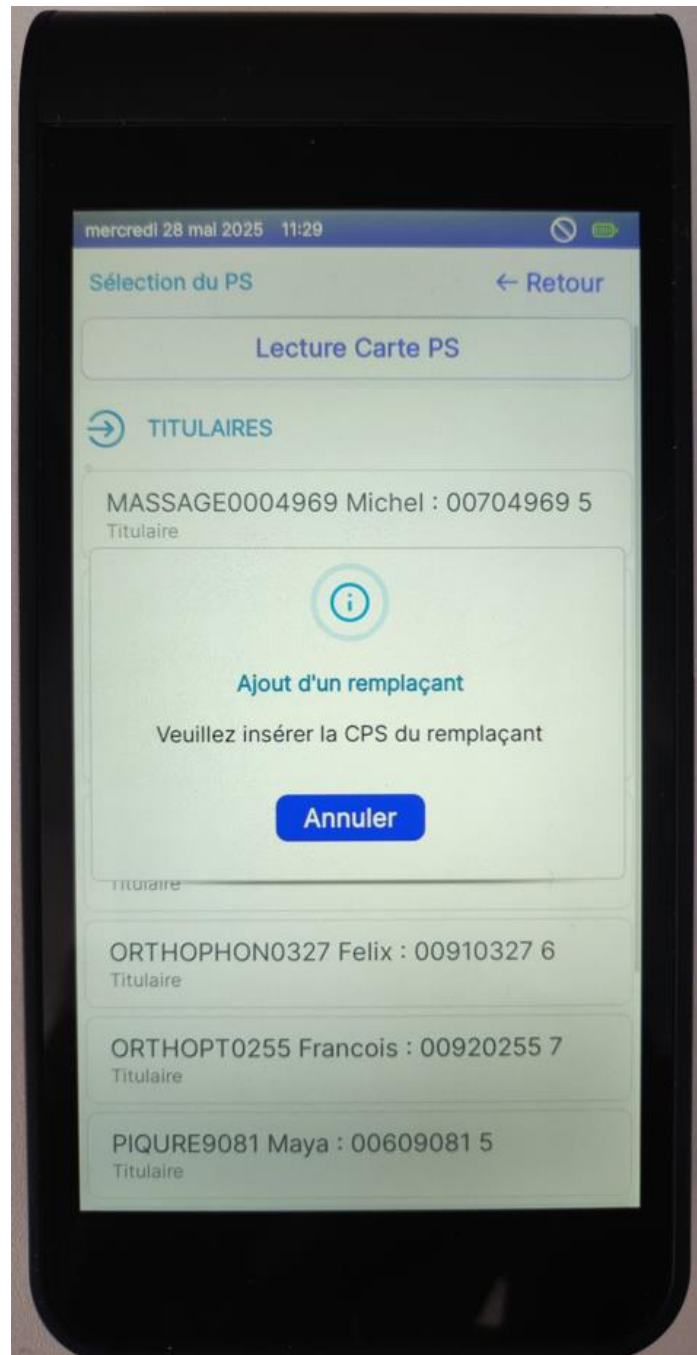 mercredi 28 mai 2025 11:29
Sélection du PS
← Retour
Lecture Carte PS
TITULAIRES
MASSAGE0004969 Michel : 00704969 5
Titulaire
Ajout d'un remplaçant
Veuillez insérer la CPS du remplaçant
Annuler
Titulaire
ORTHOPHON0327 Felix : 00910327 6
Titulaire
ORTHOPT0255 Francois : 00920255 7
Titulaire
PIQURE9081 Maya : 00609081 5
Titulaire